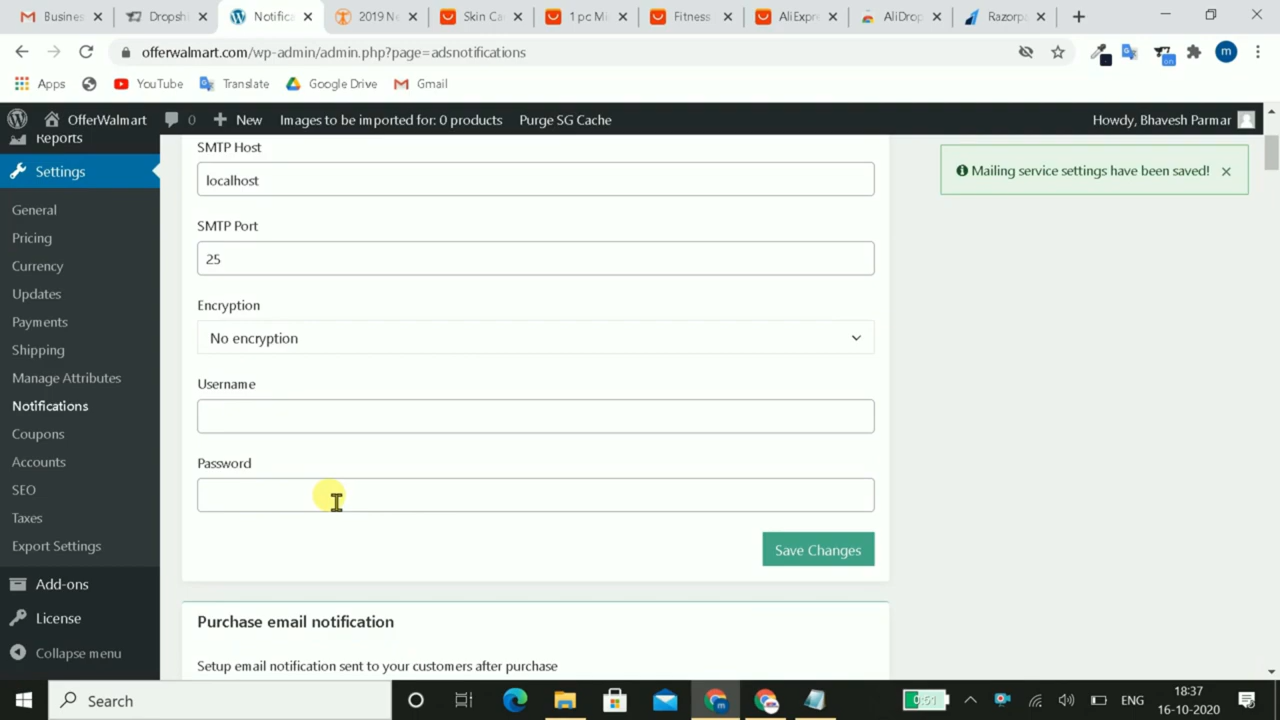 Busines
Dropshi
Notifica
2019 Ne
Skin Ca
1 pc Mi
Fitness
AliExpre
AliDrop
Razorpa
offerwalmart.com/wp-admin/admin.php?page=adsnotifications
on
m
Apps
YouTube
Translate
Google Drive
Gmail
OfferWalmart
0
New
Images to be imported for: 0 products
Purge SG Cache
Howdy, Bhavesh Parmar
Reports
Settings
General
Pricing
Currency
Updates
Payments
Shipping
Manage Attributes
Notifications
Coupons
Accounts
SEO
Taxes
Export Settings
Add-ons
License
Collapse menu
SMTP Host
localhost
SMTP Port
25
Encryption
No encryption
Username
Password
Save Changes
Mailing service settings have been saved!
Purchase email notification
Setup email notification sent to your customers after purchase
Search
0:51
ENG
18:37
16-10-2020